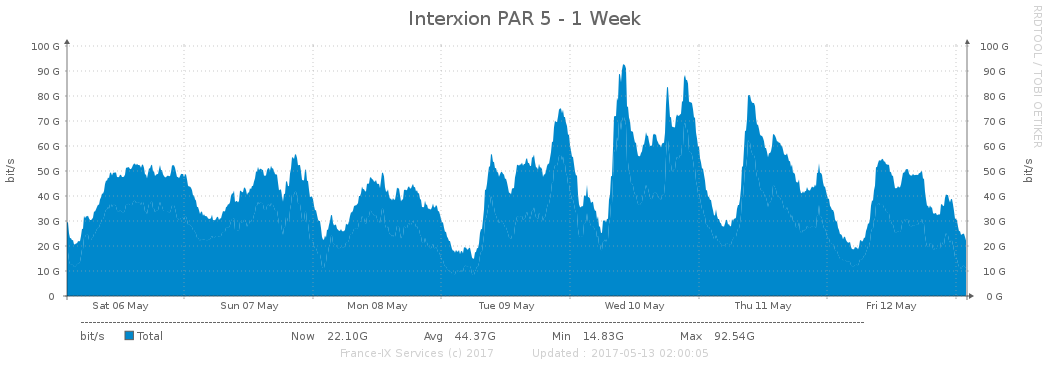 Interxion PAR 5 - 1 Week
RRDTOOL / TOBI OETIKER
100 G 100 G
90 G 90 G
80 G 80 G
70 G 70 G
60 G 60 G
50 G 50 G
40 G 40 G
30 G 30 G
20 G 20 G
10 G 10 G
0 0 G
bit/s bit/s
Sat 06 May Sun 07 May Mon 08 May Tue 09 May Wed 10 May Thu 11 May Fri 12 May
bit/s Total Now 22.10G Avg 44.37G Min 14.83G Max 92.54G
France-IX Services (c) 2017 Updated : 2017-05-13 02:00:05